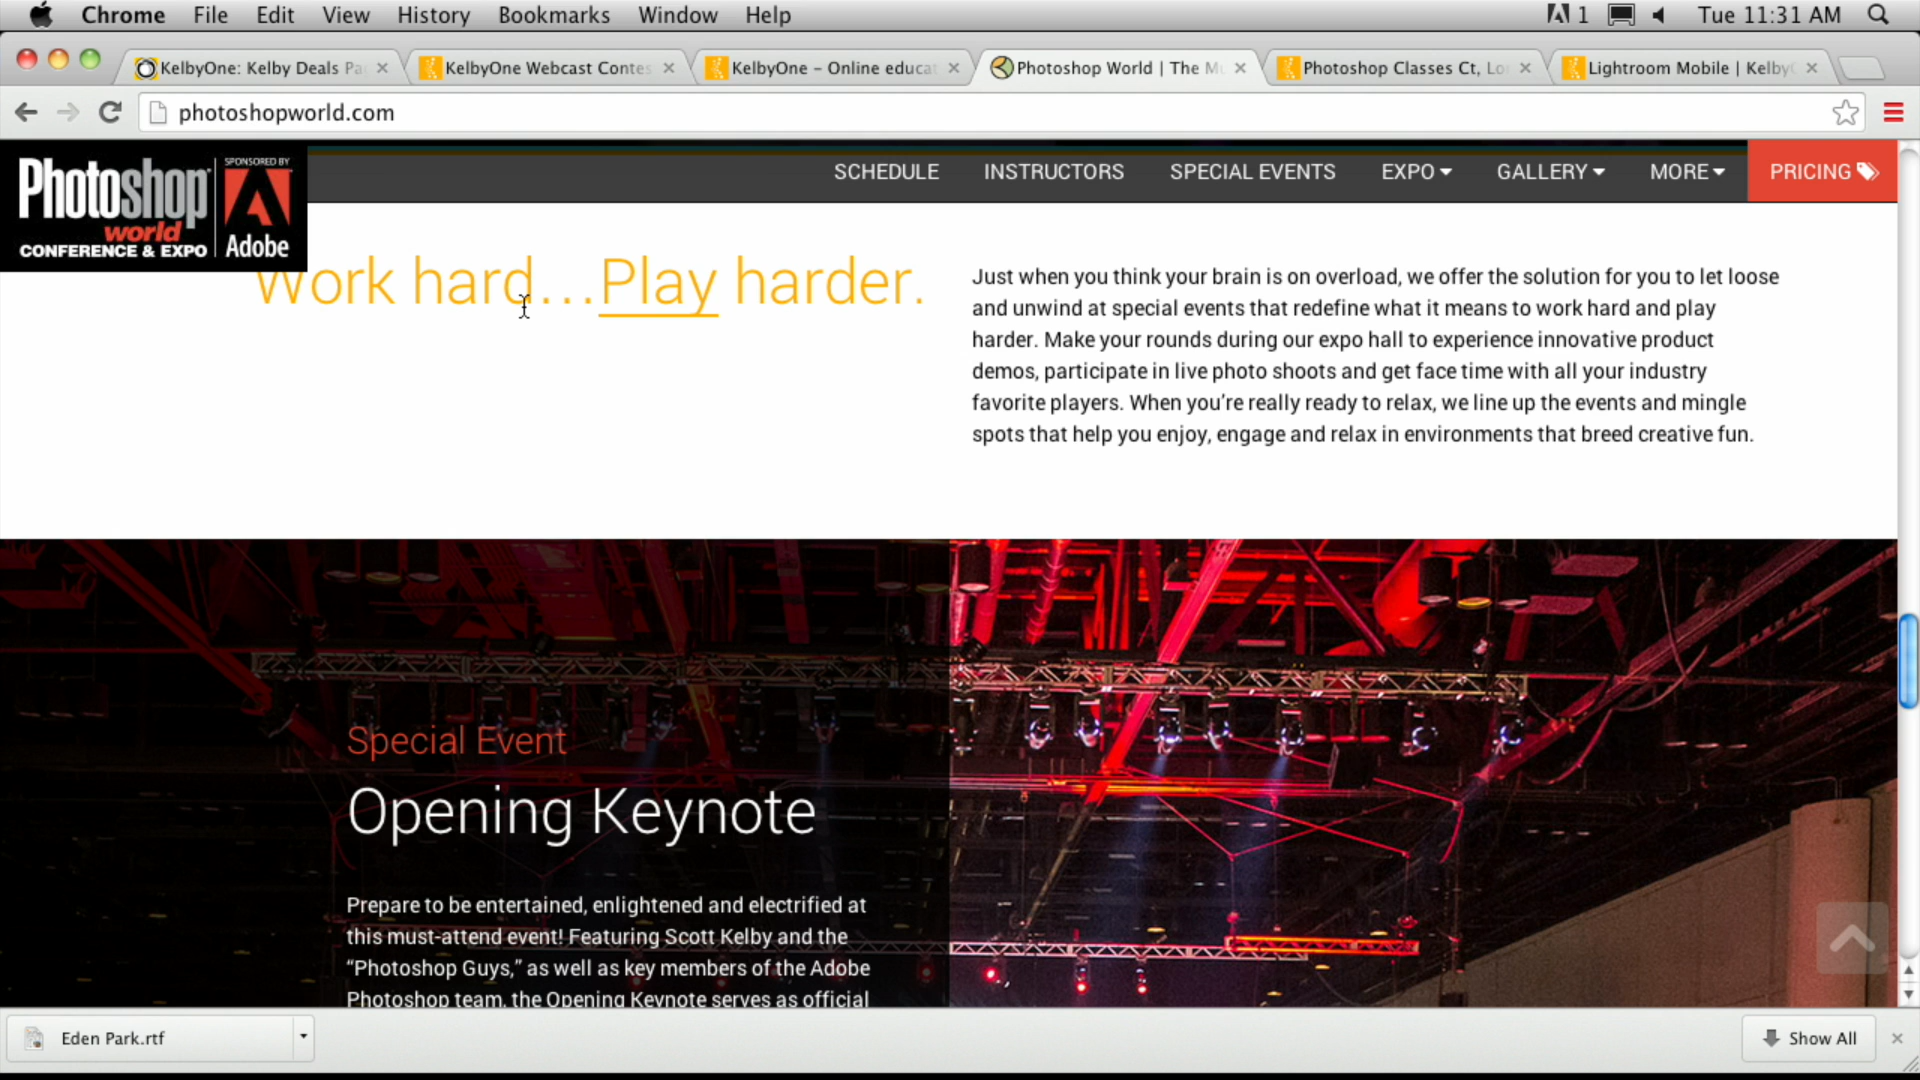 Chrome File Edit View History Bookmarks Window Help 1 Tue 11:31 AM
KelbyOne: Kelby Deals Pa
KelbyOne Webcast Contes
KelbyOne – Online educat
Photoshop World | The Mu
Photoshop Classes Ct, Lo
Lightroom Mobile | KelbyO
photoshopworld.com
Photoshop
world
CONFERENCE & EXPO
SPONSORED BY
Adobe
SCHEDULE INSTRUCTORS SPECIAL EVENTS EXPO GALLERY MORE PRICING
Work hard...Play harder.
Just when you think your brain is on overload, we offer the solution for you to let loose
and unwind at special events that redefine what it means to work hard and play
harder. Make your rounds during our expo hall to experience innovative product
demos, participate in live photo shoots and get face time with all your industry
favorite players. When you're really ready to relax, we line up the events and mingle
spots that help you enjoy, engage and relax in environments that breed creative fun.
Special Event
Opening Keynote
Prepare to be entertained, enlightened and electrified at
this must-attend event! Featuring Scott Kelby and the
“Photoshop Guys,” as well as key members of the Adobe
Photoshop team, the Opening Keynote serves as official
Eden Park.rtf
Show All